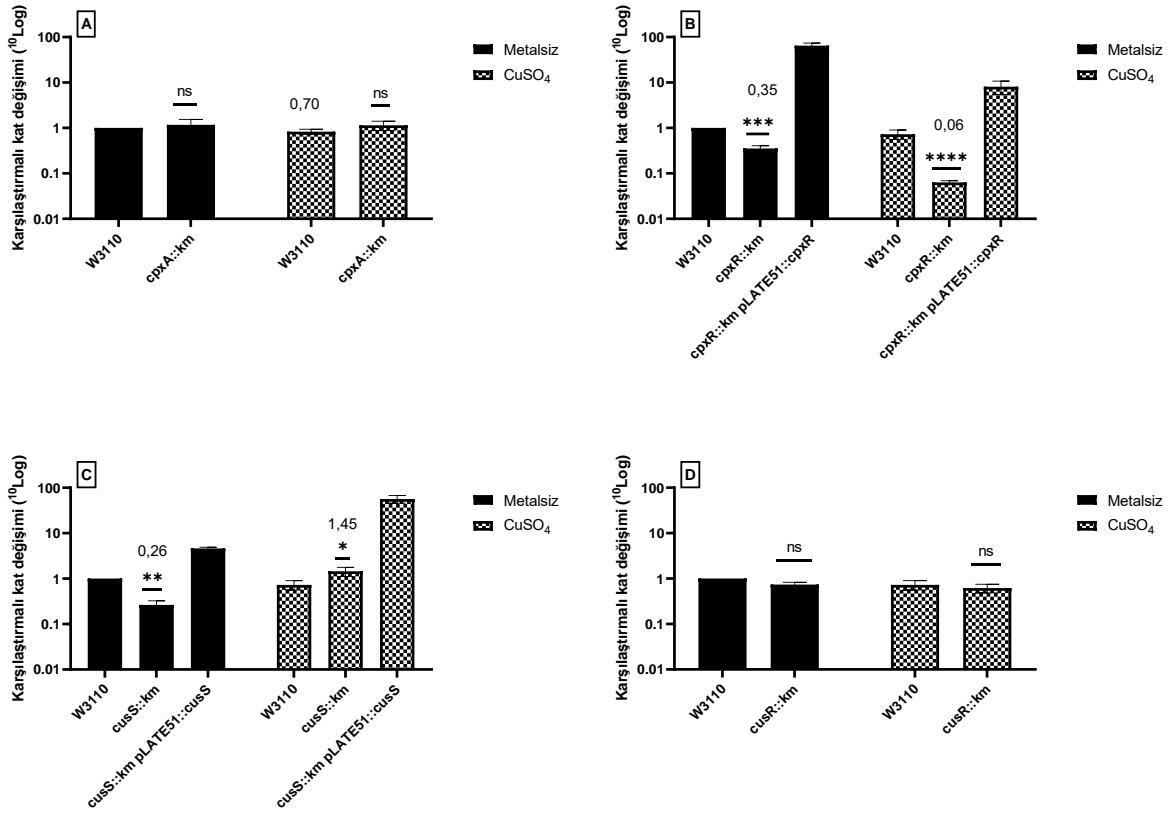 A
Karşılaştırmalı kat değişimi (10Log)
100
10
1
0.1
0.01
ns
0,70
ns
W3110
cpxA::km
W3110
cpxA::km
Metalsiz
CuSO4
B
Karşılaştırmalı kat değişimi (10Log)
100
10
1
0.1
0.01
0,35
***
0,06
****
W3110
cpxR::km
cpxR::km pLATE51::cpxR
W3110
cpxR::km
cpxR::km pLATE51::cpxR
Metalsiz
CuSO4
C
Karşılaştırmalı kat değişimi (10Log)
100
10
1
0.1
0.01
0,26
**
1,45
*
W3110
cusS::km
cusS::km pLATE51::cusS
W3110
cusS::km
cusS::km pLATE51::cusS
Metalsiz
CuSO4
D
Karşılaştırmalı kat değişimi (10Log)
100
10
1
0.1
0.01
ns
ns
W3110
cusR::km
W3110
cusR::km
Metalsiz
CuSO4